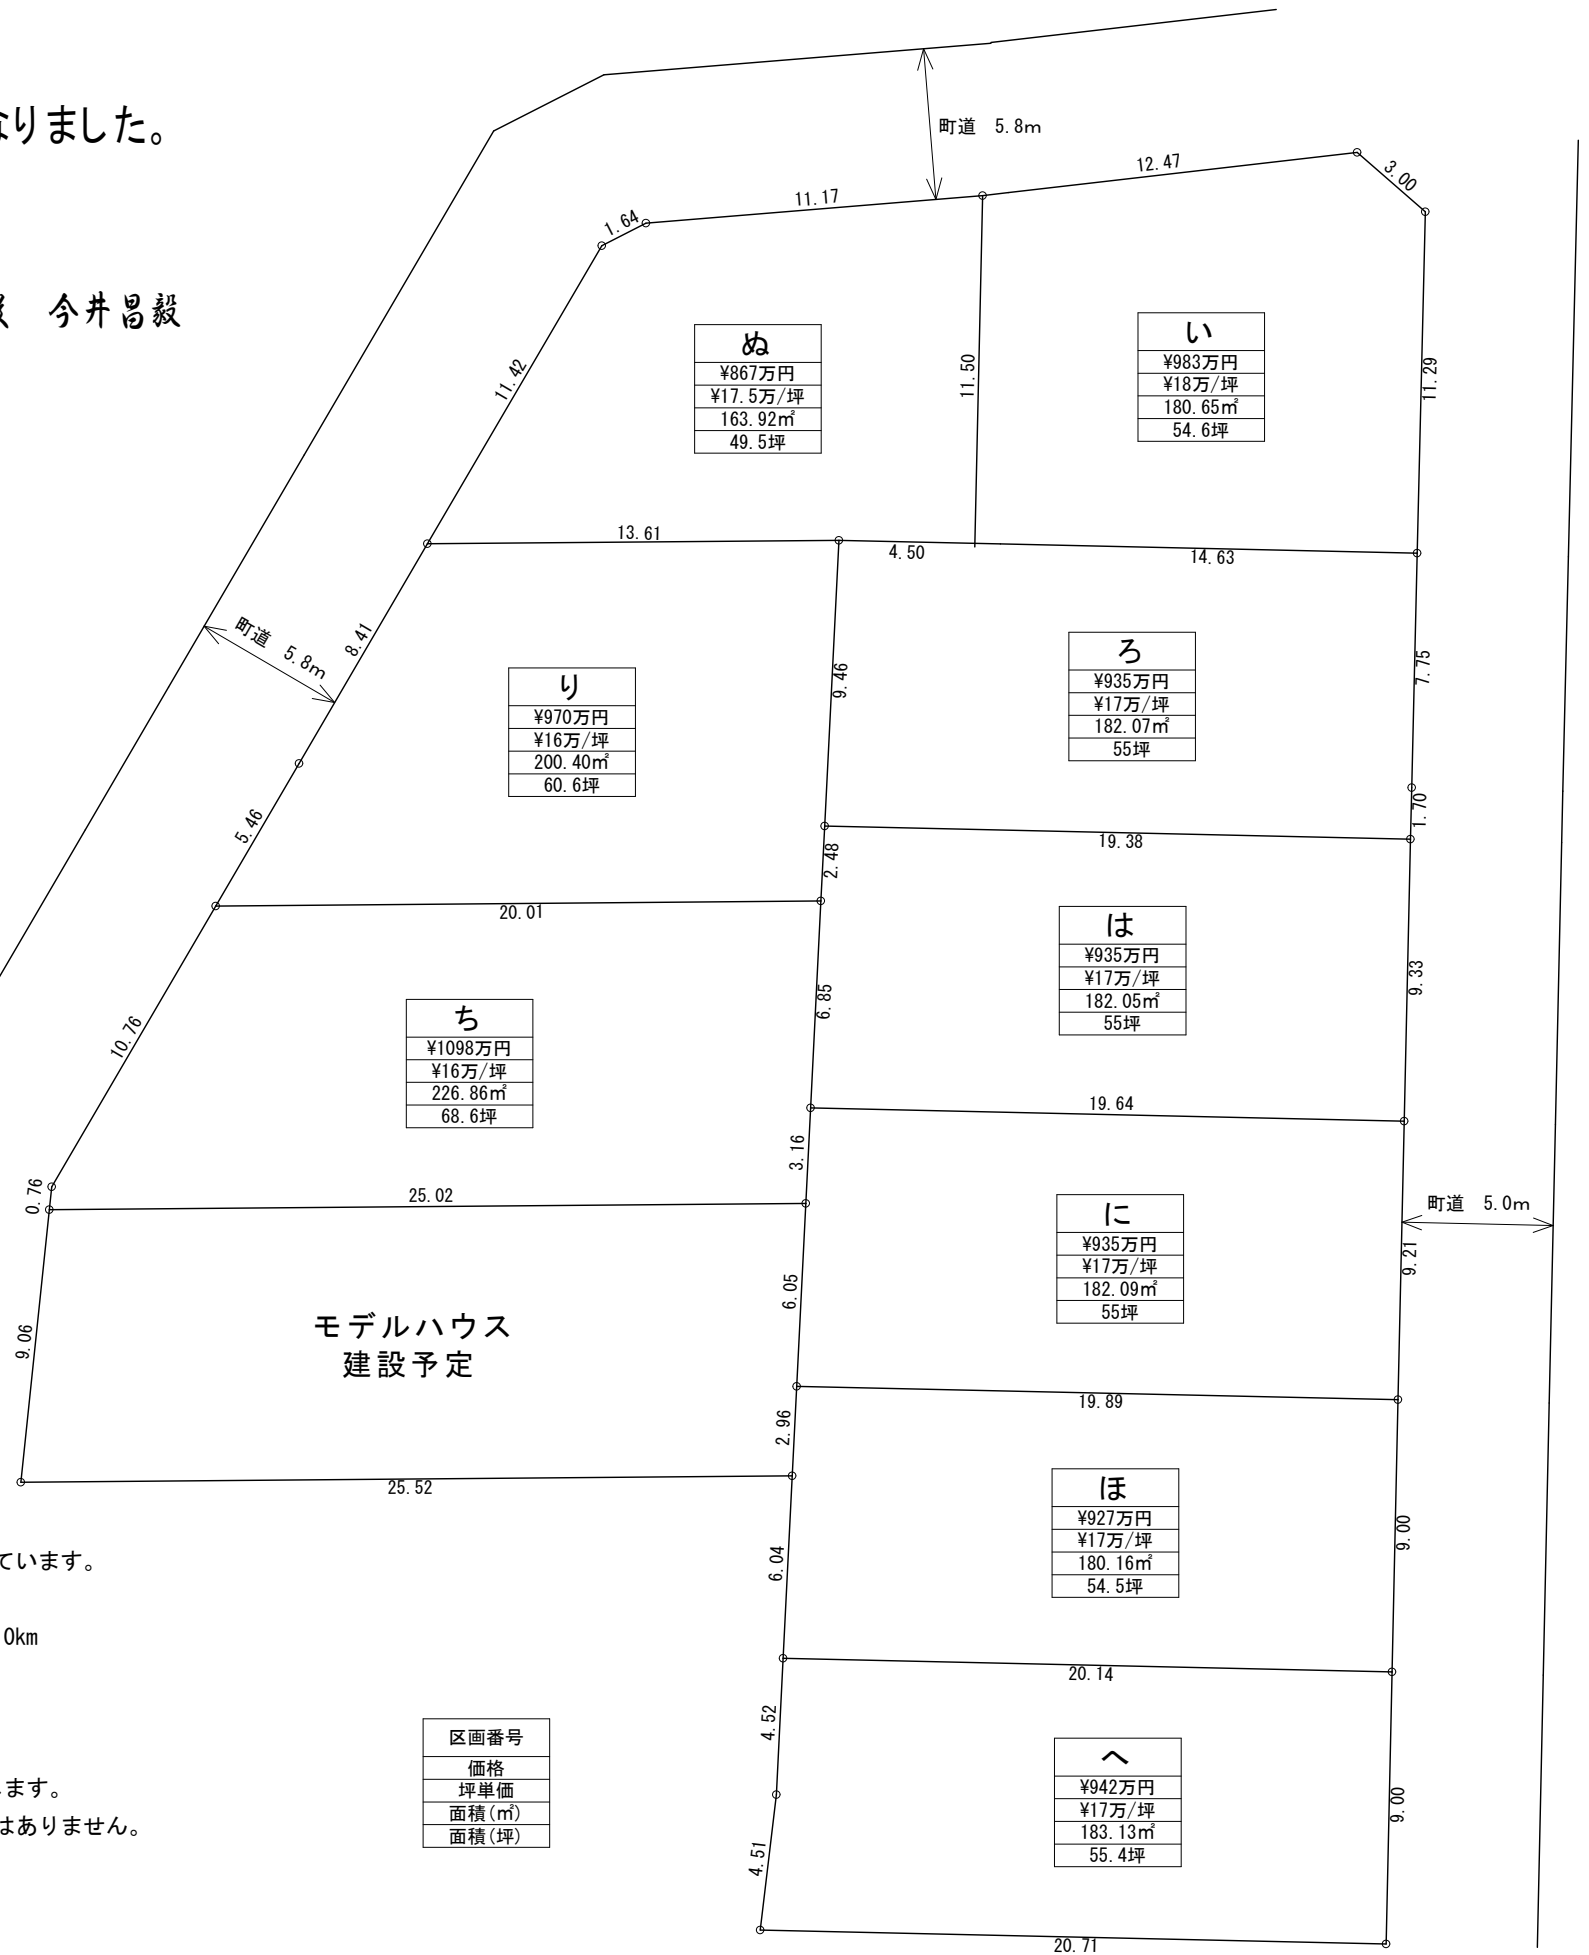 なりました。
今井昌毅
町道 5.8m
12.47
3.00
11.17
1.64
11.42
11.50
11.29
ぬ
¥867万円
¥17.5万/坪
163.92㎡
49.5坪
い
¥983万円
¥18万/坪
180.65㎡
54.6坪
13.61
4.50
14.63
町道 5.8m
8.41
9.46
7.75
り
¥970万円
¥16万/坪
200.40㎡
60.6坪
ろ
¥935万円
¥17万/坪
182.07㎡
55坪
5.46
1.70
19.38
2.48
20.01
は
¥935万円
¥17万/坪
182.05㎡
55坪
9.33
6.85
10.76
ち
¥1098万円
¥16万/坪
226.86㎡
68.6坪
19.64
3.16
0.76
25.02
に
¥935万円
¥17万/坪
182.09㎡
55坪
町道 5.0m
9.21
6.05
9.06
モデルハウス
建設予定
19.89
2.96
25.52
ほ
¥927万円
¥17万/坪
180.16㎡
54.5坪
9.00
6.04
ています。
0km
20.14
4.52
区画番号
価格
坪単価
面積(㎡)
面積(坪)
へ
¥942万円
¥17万/坪
183.13㎡
55.4坪
9.00
ます。
はありません。
4.51
20.71